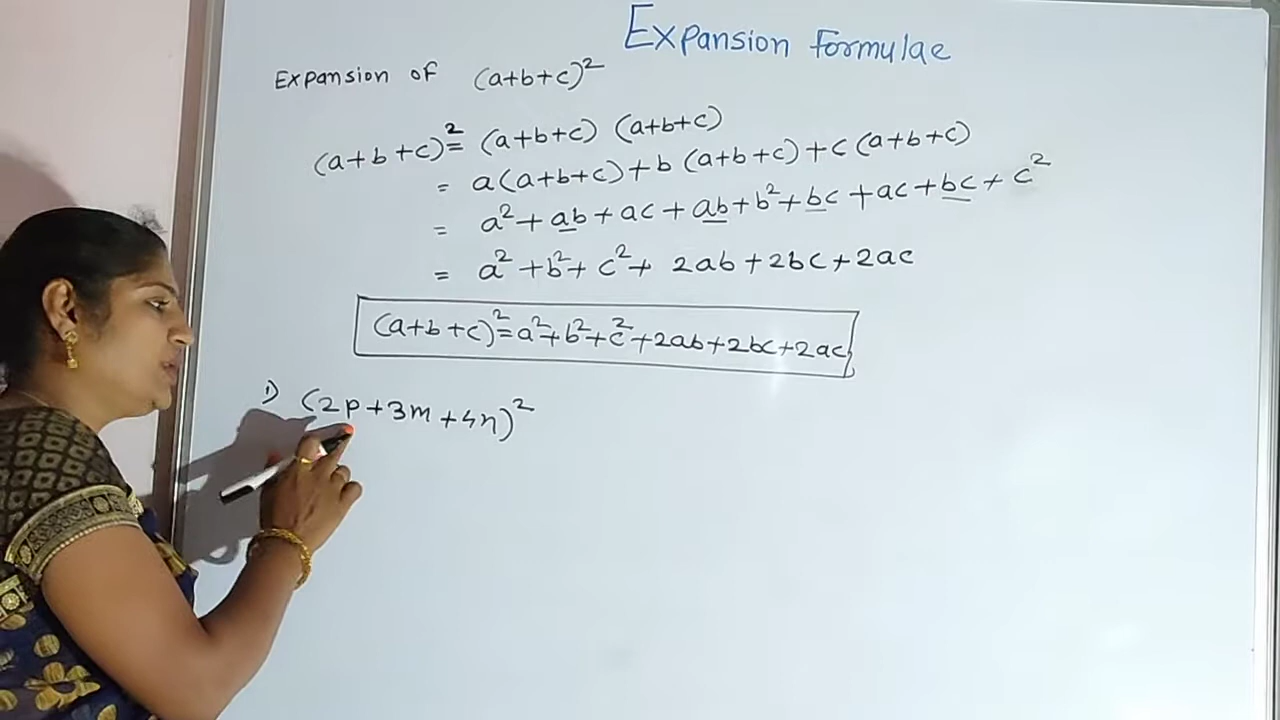 Expansion Formulae
Expansion of (a+b+c)²
(a+b+c)² = (a+b+c) (a+b+c)
= a(a+b+c)+b (a+b+c)+c (a+b+c)
= a²+ab+ac+ab+b²+bc+ac+bc+c²
= a²+b²+c²+ 2ab+2bc+2ac
(a+b+c)²=a²+b²+c²+2ab+2bc+2ac
1) (2p+3m+4n)²